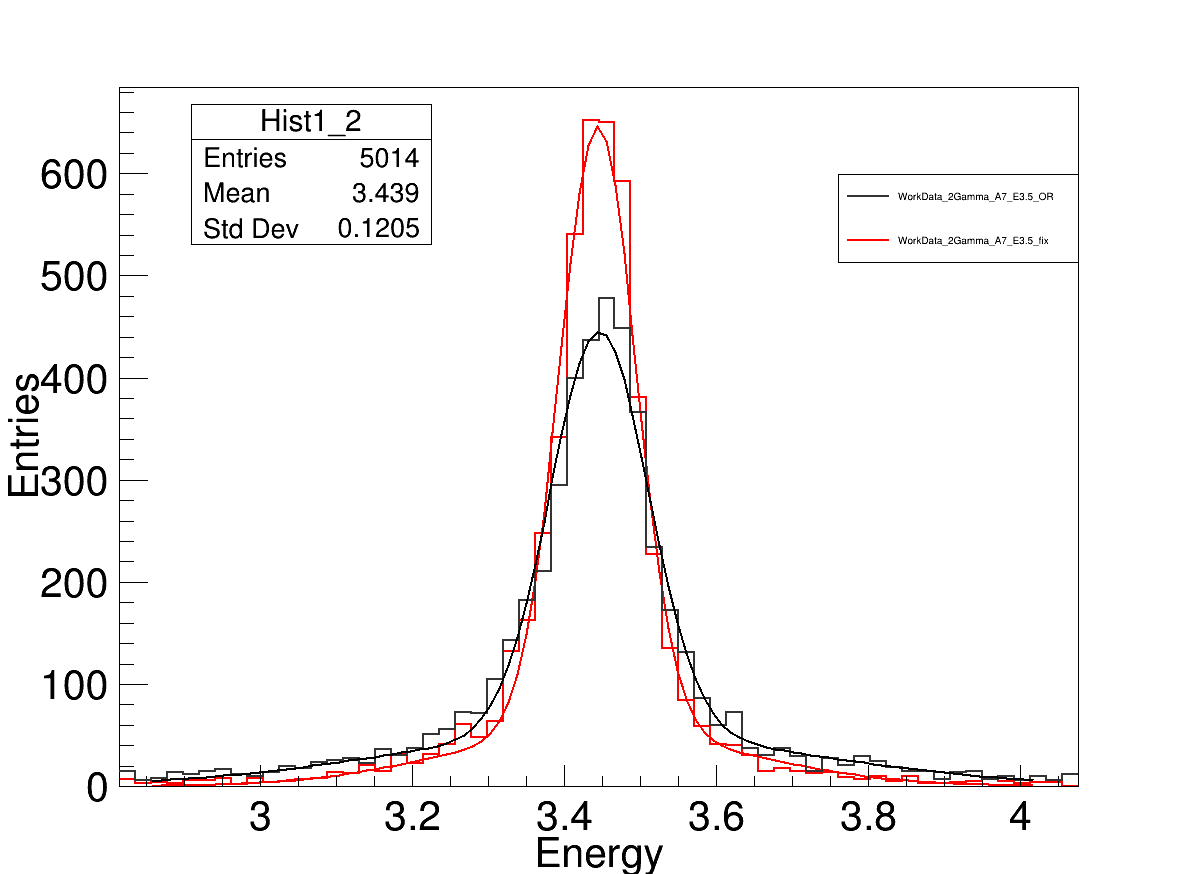 Hist1_2
Entries 5014
Mean 3.439
Std Dev 0.1205
WorkData_2Gamma_A7_E3.5_OR
WorkData_2Gamma_A7_E3.5_fix
600
500
400
300
200
100
0
Entries
3 3.2 3.4 3.6 3.8 4
Energy